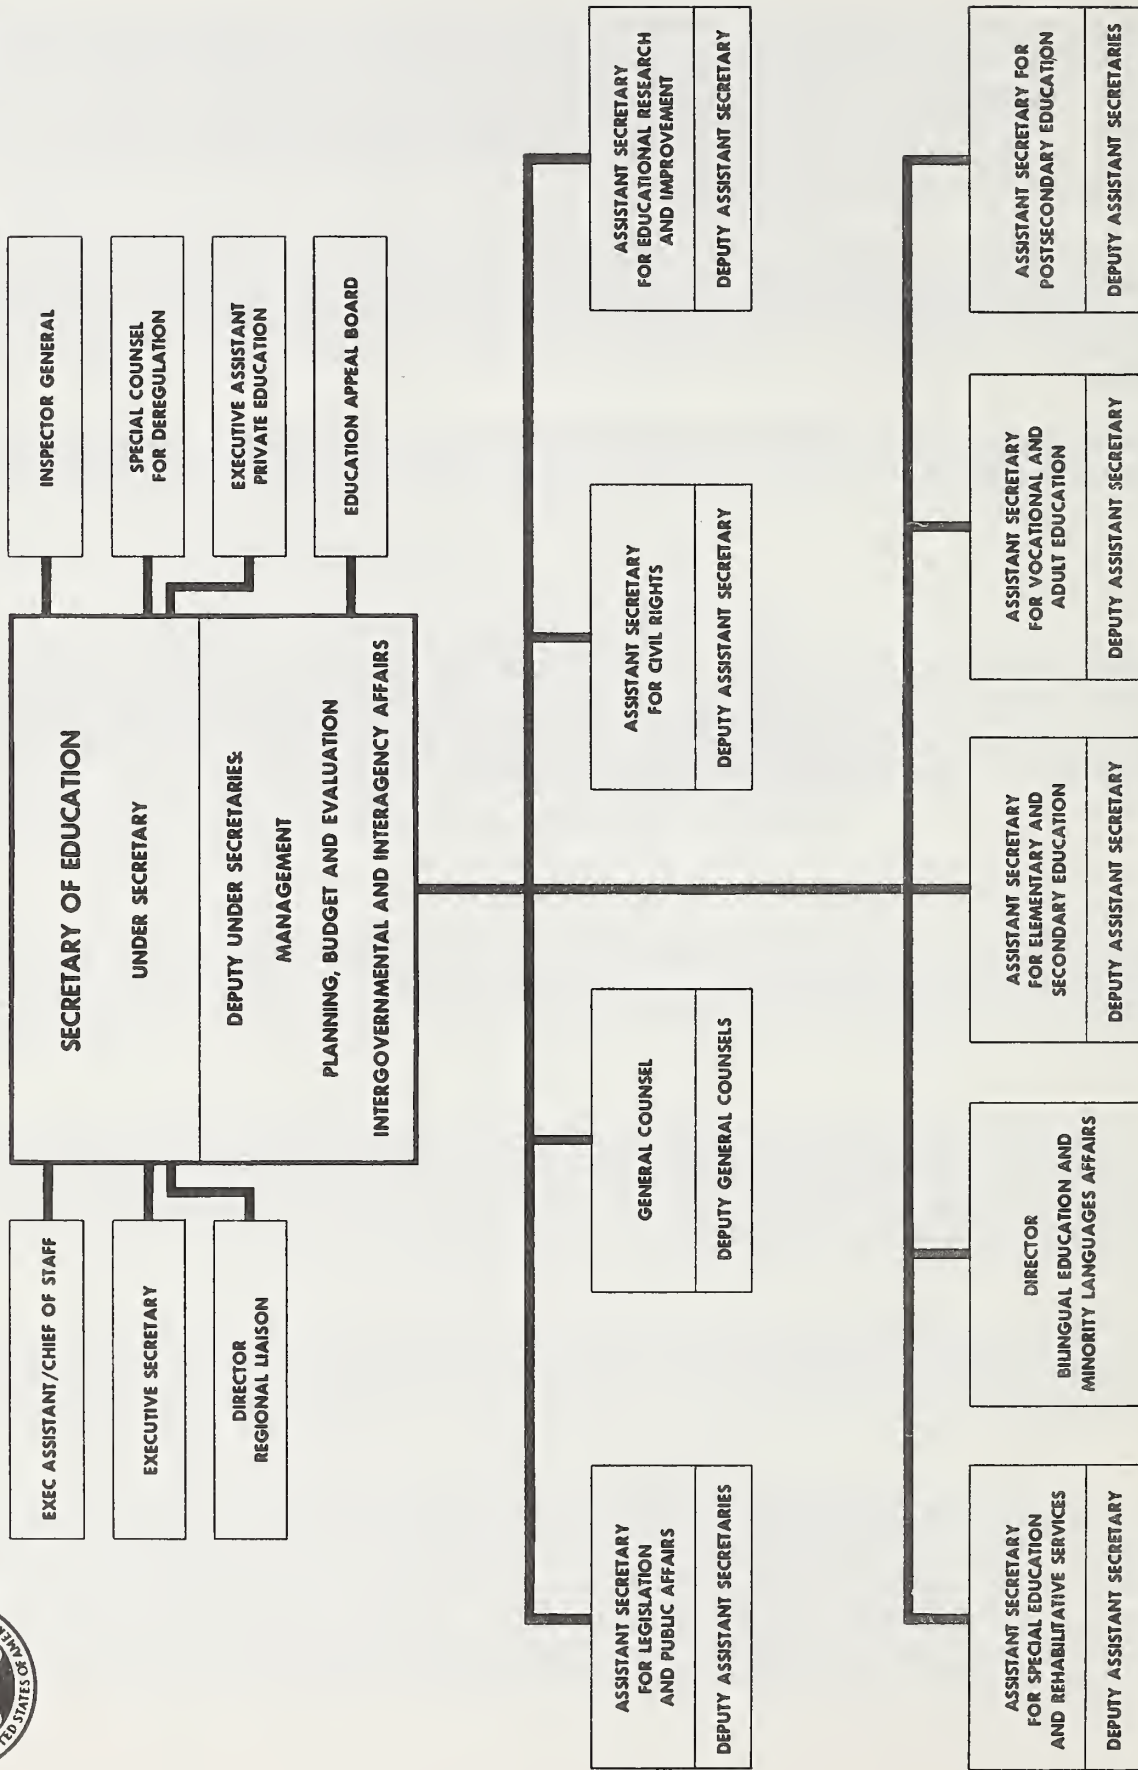 TED STATES OF AMER
EXEC ASSISTANT/CHIEF OF STAFF
EXECUTIVE SECRETARY
DIRECTOR
REGIONAL LIAISON
SECRETARY OF EDUCATION
UNDER SECRETARY
DEPUTY UNDER SECRETARIES:
MANAGEMENT
PLANNING, BUDGET AND EVALUATION
INTERGOVERNMENTAL AND INTERAGENCY AFFAIRS
INSPECTOR GENERAL
SPECIAL COUNSEL
FOR DEREGULATION
EXECUTIVE ASSISTANT
PRIVATE EDUCATION
EDUCATION APPEAL BOARD
ASSISTANT SECRETARY
FOR LEGISLATION
AND PUBLIC AFFAIRS
DEPUTY ASSISTANT SECRETARIES
GENERAL COUNSEL
DEPUTY GENERAL COUNSELS
ASSISTANT SECRETARY
FOR CIVIL RIGHTS
DEPUTY ASSISTANT SECRETARY
ASSISTANT SECRETARY
FOR EDUCATIONAL RESEARCH
AND IMPROVEMENT
DEPUTY ASSISTANT SECRETARY
ASSISTANT SECRETARY
FOR SPECIAL EDUCATION
AND REHABILITATIVE SERVICES
DEPUTY ASSISTANT SECRETARY
DIRECTOR
BILINGUAL EDUCATION AND
MINORITY LANGUAGES AFFAIRS
ASSISTANT SECRETARY
FOR ELEMENTARY AND
SECONDARY EDUCATION
DEPUTY ASSISTANT SECRETARY
ASSISTANT SECRETARY
FOR VOCATIONAL AND
ADULT EDUCATION
DEPUTY ASSISTANT SECRETARY
ASSISTANT SECRETARY FOR
POSTSECONDARY EDUCATION
DEPUTY ASSISTANT SECRETARIES